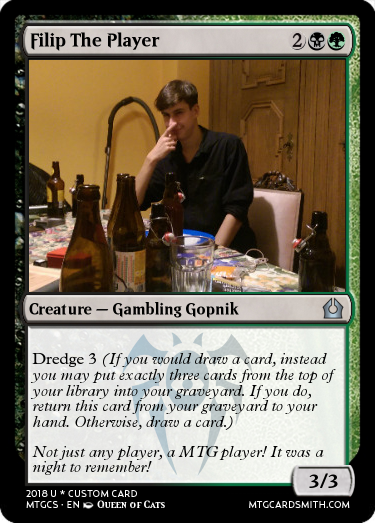 Filip The Player 2
Creature — Gambling Gopnik
Dredge 3 (If you would draw a card, instead
you may put exactly three cards from the top of
your library into your graveyard. If you do,
return this card from your graveyard to your
hand. Otherwise, draw a card.)
Not just any player, a MTG player! It was a
night to remember!
3/3
2018 U * CUSTOM CARD
MTGCS · EN Queen of Cats
MTGCARDSMITH.COM